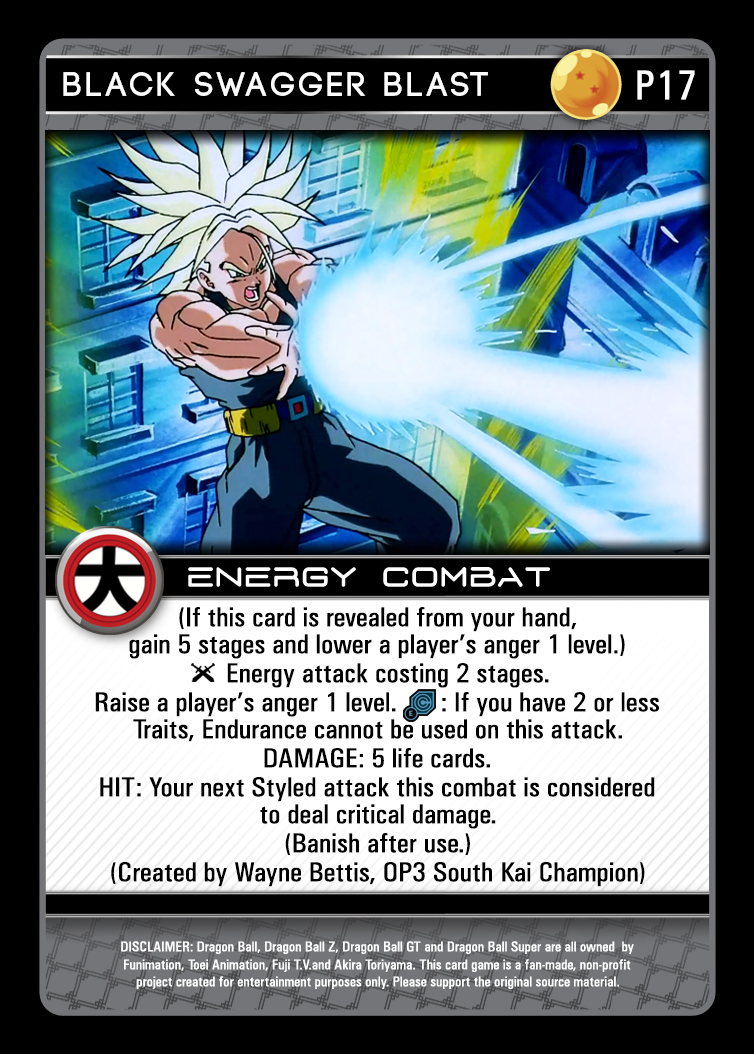 BLACK SWAGGER BLAST
P17
大
ENERGY COMBAT
(If this card is revealed from your hand,
gain 5 stages and lower a player's anger 1 level.)
Energy attack costing 2 stages.
Raise a player's anger 1 level. E : If you have 2 or less
Traits, Endurance cannot be used on this attack.
DAMAGE: 5 life cards.
HIT: Your next Styled attack this combat is considered
to deal critical damage.
(Banish after use.)
(Created by Wayne Bettis, OP3 South Kai Champion)
DISCLAIMER: Dragon Ball, Dragon Ball Z, Dragon Ball GT and Dragon Ball Super are all owned by
Funimation, Toei Animation, Fuji T.V.and Akira Toriyama. This card game is a fan-made, non-profit
project created for entertainment purposes only. Please support the original source material.